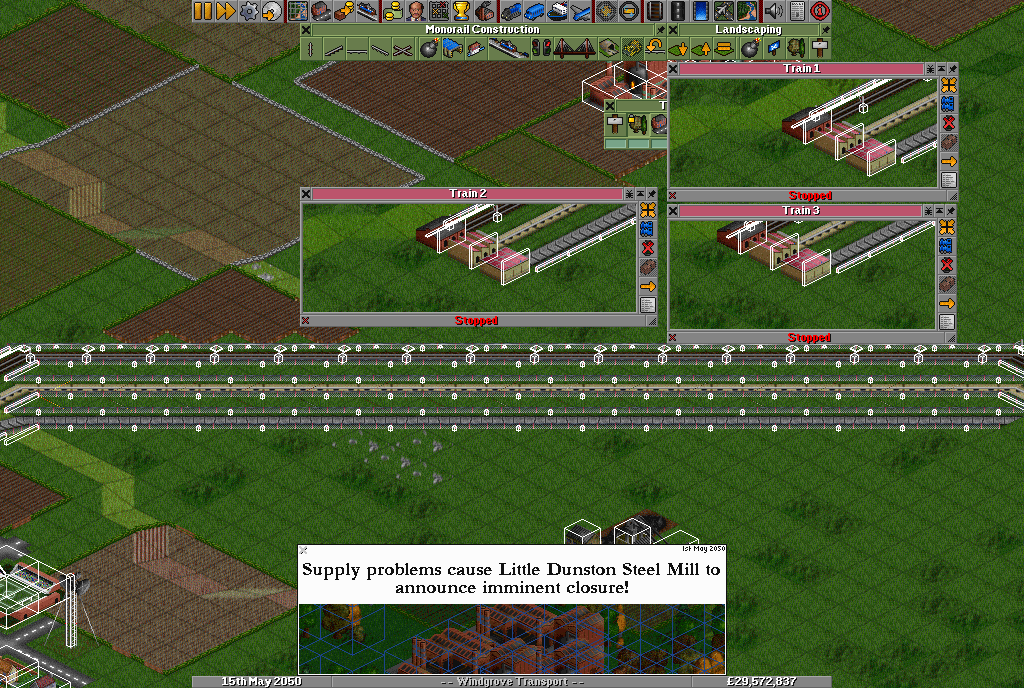 Monorail Construction
Landscaping
Train 1
T
Stopped
Train 2
Train 3
Stopped
Stopped
1st May 2050
Supply problems cause Little Dunston Steel Mill to
announce imminent closure!
15th May 2050
-- Windgrove Transport --
£29,572,837